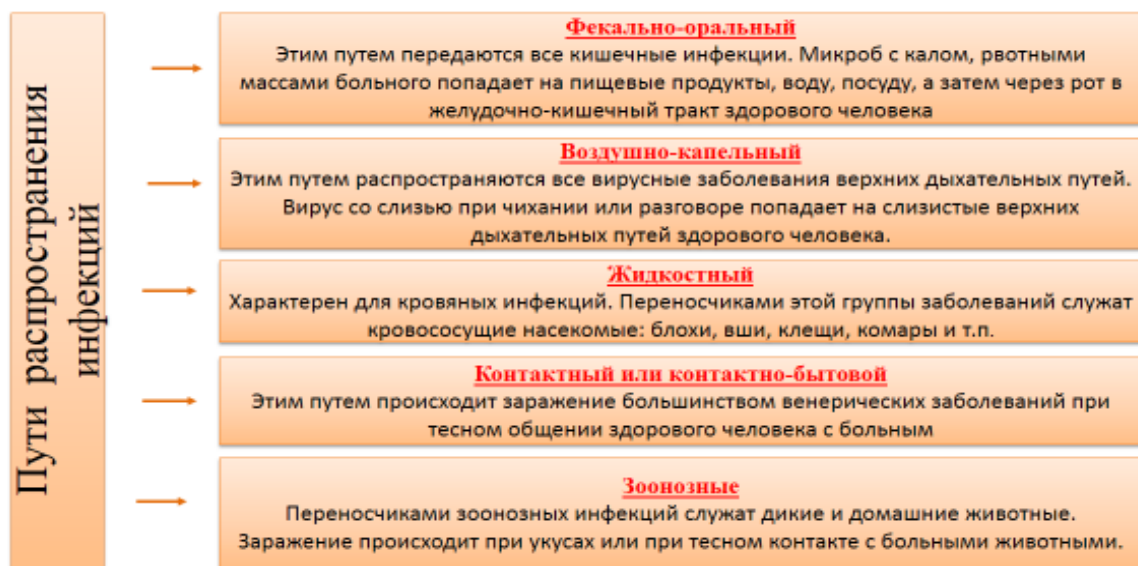 Пути распространения
инфекций
Фекально-оральный
Этим путем передаются все кишечные инфекции. Микроб с калом, рвотными
массами больного попадает на пищевые продукты, воду, посуду, а затем через рот в
желудочно-кишечный тракт здорового человека
Воздушно-капельный
Этим путем распространяются все вирусные заболевания верхних дыхательных путей.
Вирус со слизью при чихании или разговоре попадает на слизистые верхних
дыхательных путей здорового человека.
Жидкостный
Характерен для кровяных инфекций. Переносчиками этой группы заболеваний служат
кровососущие насекомые: блохи, вши, клещи, комары и т.п.
Контактный или контактно-бытовой
Этим путем происходит заражение большинством венерических заболеваний при
тесном общении здорового человека с больным
Зоонозные
Переносчиками зоонозных инфекций служат дикие и домашние животные.
Заражение происходит при укусах или при тесном контакте с больными животными.